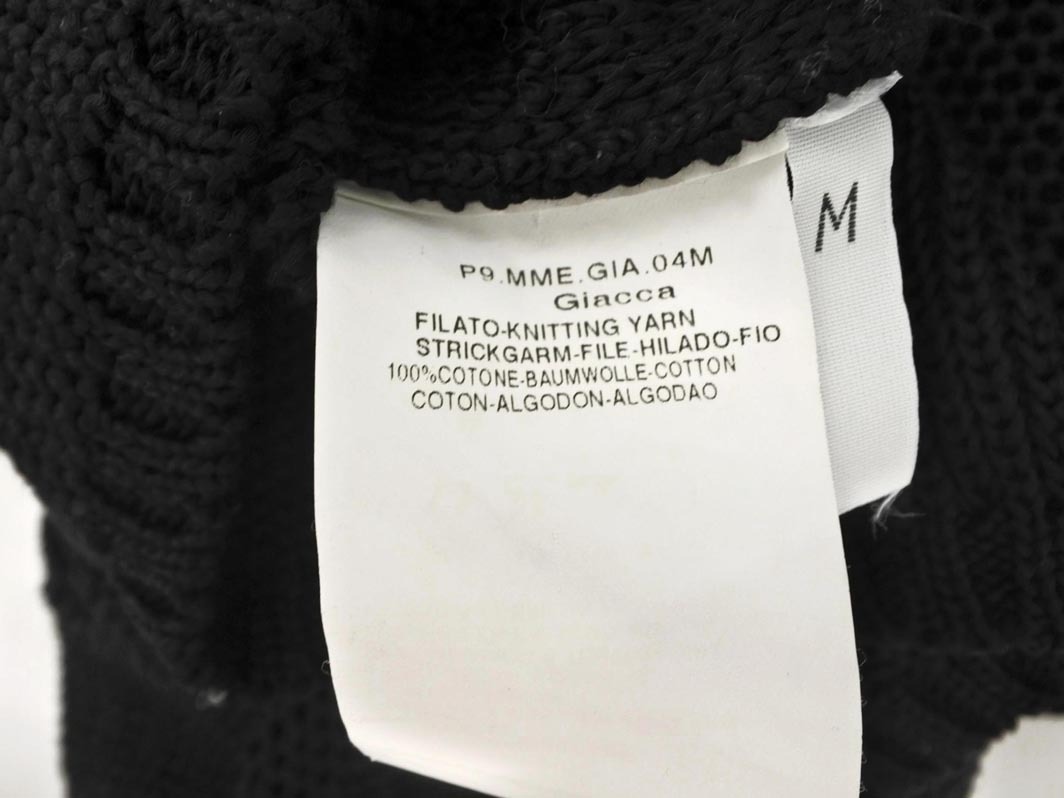 P9.MME.GIA.04M
Giacca
FILATO-KNITTING YARN
STRICKGARM-FILE-HILADO-FIO
100%COTONE-BAUMWOLLE-COTTON
COTON-ALGODON-ALGODAO
M